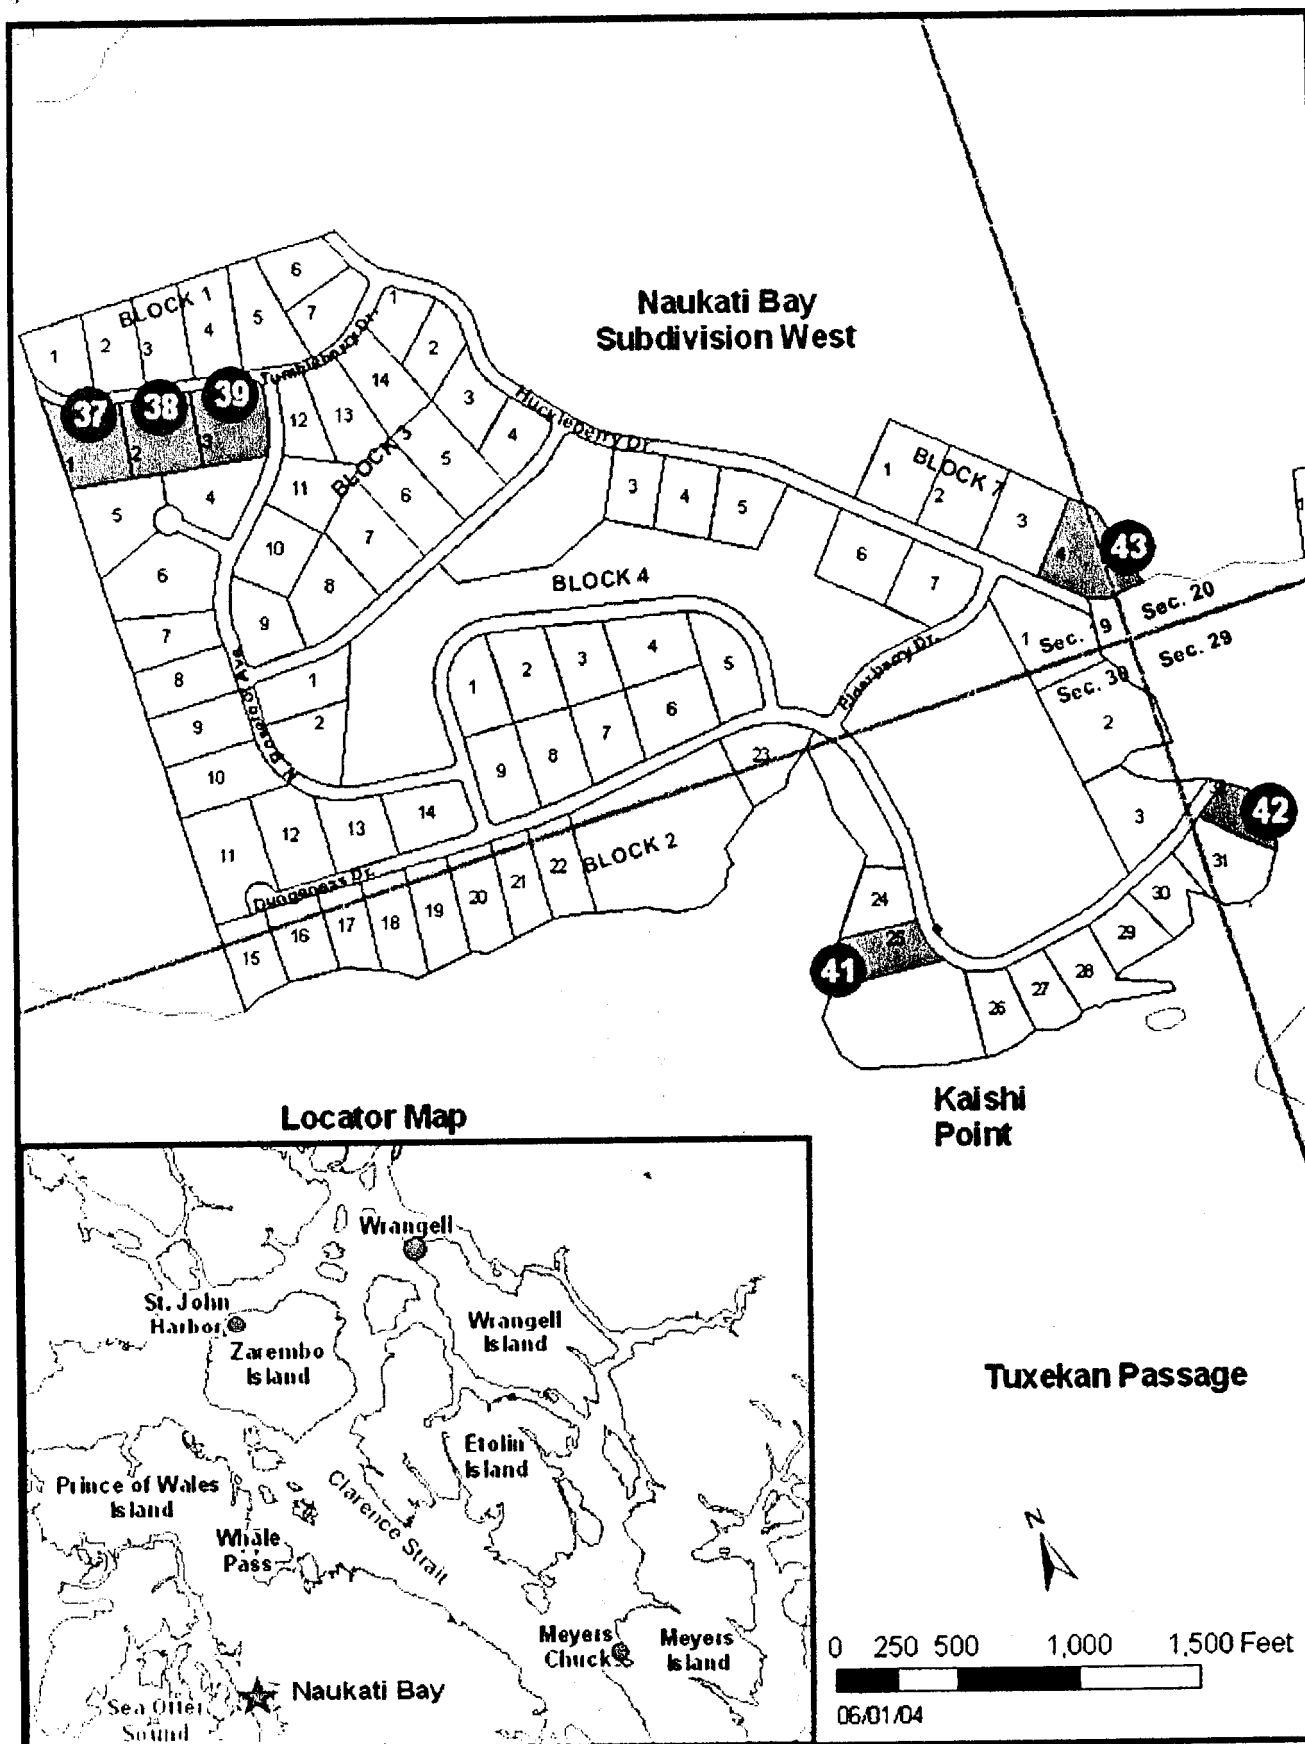 Naukati Bay
Subdivision West
BLOCK 1
1
2
3
4
5
6
7
Tumbleberry Dr.
37
38
39
1
2
3
4
5
6
7
8
9
10
11
12
13
14
BLOCK 3
1
2
3
4
5
6
7
8
9
10
11
12
13
14
Huckleberry Dr.
3
4
5
6
7
BLOCK 7
1
2
3
4
43
Sec. 19
Sec. 20
Sec. 30
Sec. 29
BLOCK 4
1
2
1
2
3
4
5
6
7
8
9
Elderberry Dr.
1
2
3
42
Dungeness Dr.
15
16
17
18
19
20
21
22
23
BLOCK 2
24
25
41
26
27
28
29
30
31
Kaishi
Point
Locator Map
Wrangell
St. John
Harbor
Zarembo
Island
Wrangell
Island
Etolin
Island
Prince of Wales
Island
Clarence Strait
Whale
Pass
Meyers
Chuck
Meyers
Island
Naukati Bay
Sea Otter
Sound
Tuxekan Passage
N
0 250 500 1,000 1,500 Feet
06/01/04